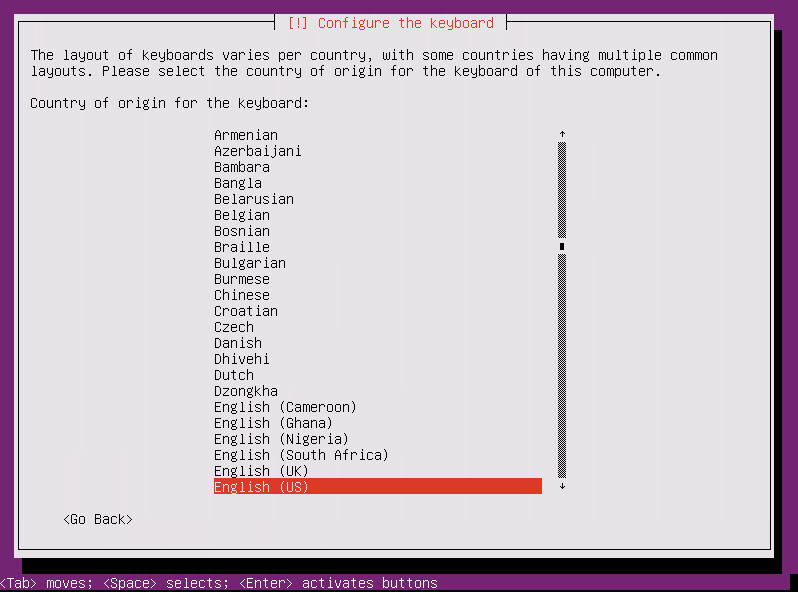 [!] Configure the keyboard
The layout of keyboards varies per country, with some countries having multiple common
layouts. Please select the country of origin for the keyboard of this computer.
Country of origin for the keyboard:
Armenian
Azerbaijani
Bambara
Bangla
Belarusian
Belgian
Bosnian
Braille
Bulgarian
Burmese
Chinese
Croatian
Czech
Danish
Dhivehi
Dutch
Dzongkha
English (Cameroon)
English (Ghana)
English (Nigeria)
English (South Africa)
English (UK)
English (US)
<Go Back>
<Tab> moves; <Space> selects; <Enter> activates buttons